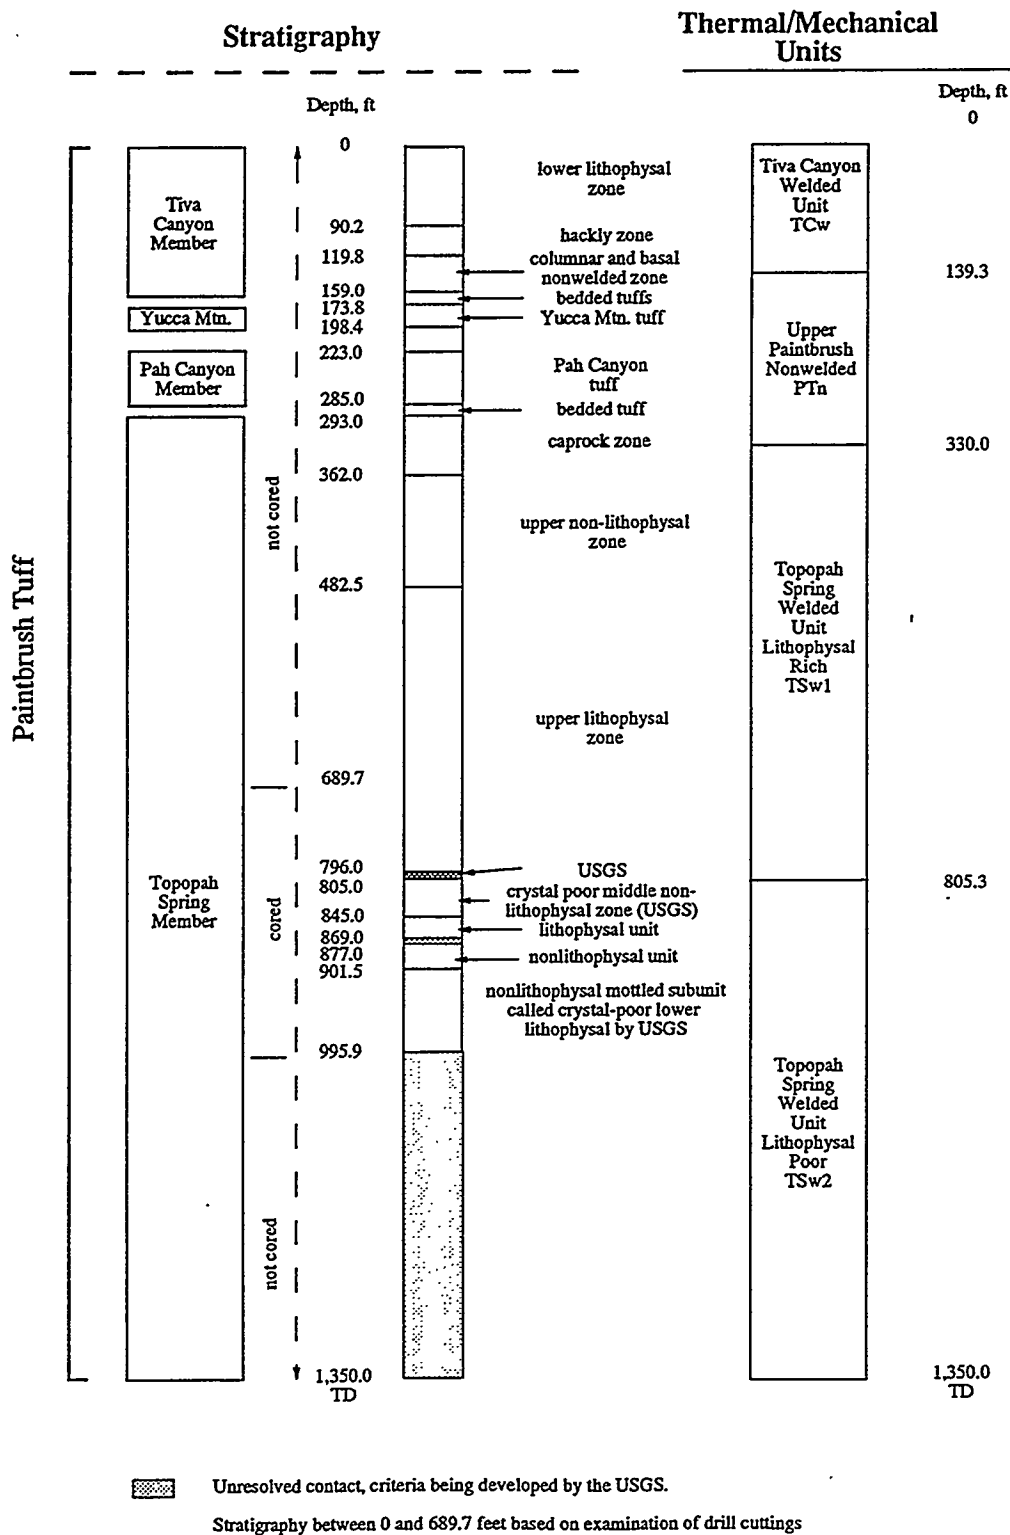 Stratigraphy
Thermal/Mechanical
Units
Depth, ft
0
Depth, ft
0
Paintbrush Tuff
Tiva
Canyon
Member
Yucca Mtn.
Pah Canyon
Member
Topopah
Spring
Member
not cored
cored
not cored
90.2
119.8
159.0
173.8
198.4
223.0
285.0
293.0
362.0
482.5
689.7
796.0
805.0
845.0
869.0
877.0
901.5
995.9
1,350.0
TD
lower lithophysal
zone
hackly zone
columnar and basal
nonwelded zone
bedded tuffs
Yucca Mtn. tuff
Pah Canyon
tuff
bedded tuff
caprock zone
upper non-lithophysal
zone
upper lithophysal
zone
USGS
crystal poor middle non-
lithophysal zone (USGS)
lithophysal unit
nonlithophysal unit
nonlithophysal mottled subunit
called crystal-poor lower
lithophysal by USGS
Tiva Canyon
Welded
Unit
TCw
Upper
Paintbrush
Nonwelded
PTn
Topopah
Spring
Welded
Unit
Lithophysal
Rich
TSw1
Topopah
Spring
Welded
Unit
Lithophysal
Poor
TSw2
139.3
330.0
805.3
1,350.0
TD
Unresolved contact, criteria being developed by the USGS.
Stratigraphy between 0 and 689.7 feet based on examination of drill cuttings